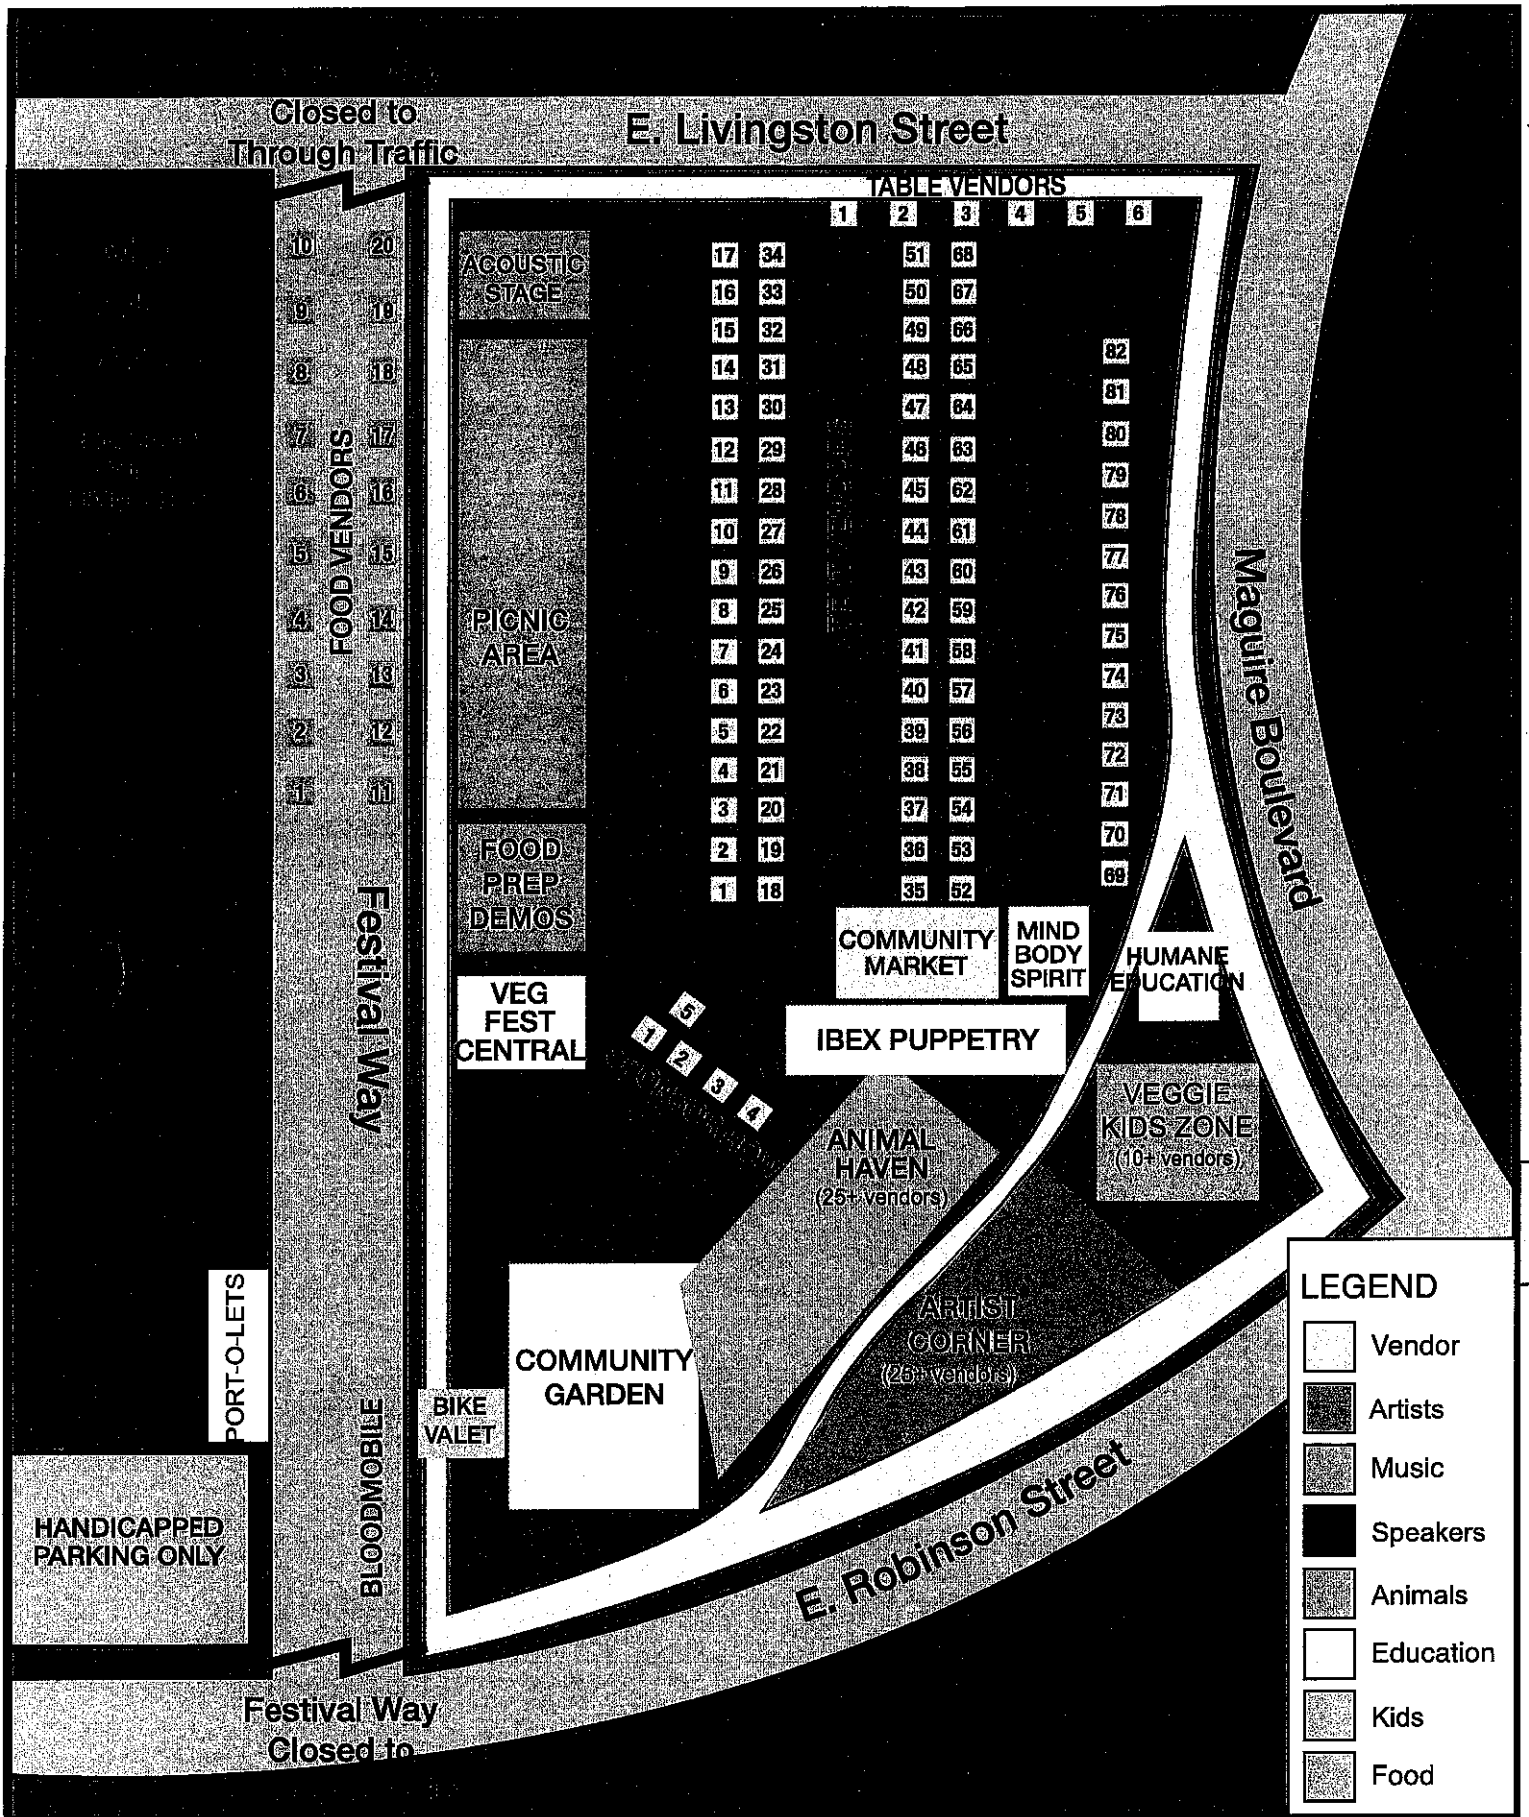 Closed to
Through Traffic
E. Livingston Street
TABLE VENDORS
1 2 3 4 5 6
10 20
9 19
8 18
7 17
6 16
5 15
4 14
3 13
2 12
1 11
FOOD VENDORS
Festival Way
ACOUSTIC
STAGE
PICNIC
AREA
FOOD
PREP
DEMOS
VEG
FEST
CENTRAL
17 34
16 33
15 32
14 31
13 30
12 29
11 28
10 27
9 26
8 25
7 24
6 23
5 22
4 21
3 20
2 19
1 18
51 68
50 67
49 66
48 65
47 64
46 63
45 62
44 61
43 60
42 59
41 58
40 57
39 56
38 55
37 54
36 53
35 52
82
81
80
79
78
77
76
75
74
73
72
71
70
69
Maguire Boulevard
COMMUNITY
MARKET
MIND
BODY
SPIRIT
HUMANE
EDUCATION
IBEX PUPPETRY
5
1
2
3
4
VEGGIE
KIDS ZONE
(10+ vendors)
ANIMAL
HAVEN
(25+ vendors)
ARTIST
CORNER
(25+ vendors)
COMMUNITY
GARDEN
BIKE
VALET
PORT-O-LETS
BLOODMOBILE
HANDICAPPED
PARKING ONLY
E. Robinson Street
Festival Way
Closed to
LEGEND
Vendor
Artists
Music
Speakers
Animals
Education
Kids
Food